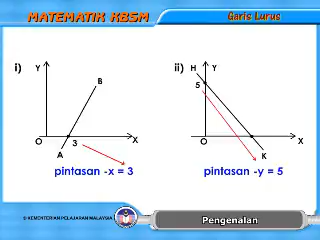 MATEMATIK KBSM
Garis Lurus
i)
Y
B
O
3
X
A
pintasan -x = 3
ii)
H
Y
5
O
X
K
pintasan -y = 5
© KEMENTERIAN PELAJARAN MALAYSIA
Pengenalan